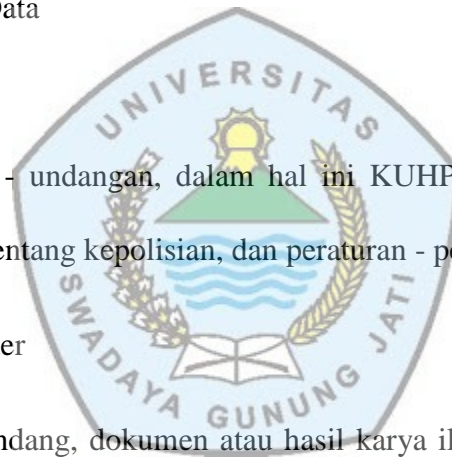 Data
UNIVERSITAS
- undangan, dalam hal ini KUHP
entang kepolisian, dan peraturan - pe
SWADAYA GUNUNG JATI
er
ndang, dokumen atau hasil karya il